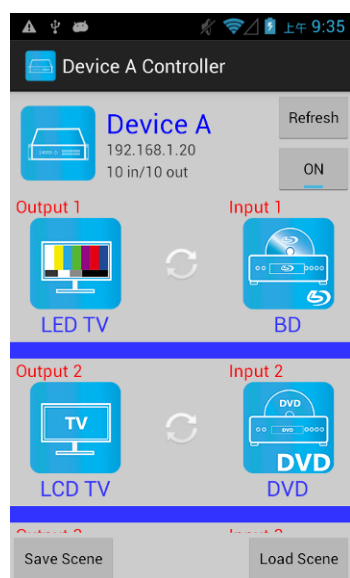 上午 9:35
Device A Controller
Device A
192.168.1.20
10 in/10 out
Refresh
ON
Output 1
Input 1
LED TV
BD
Output 2
Input 2
TV
DVD
DVD
DVD
LCD TV
DVD
Save Scene
Load Scene